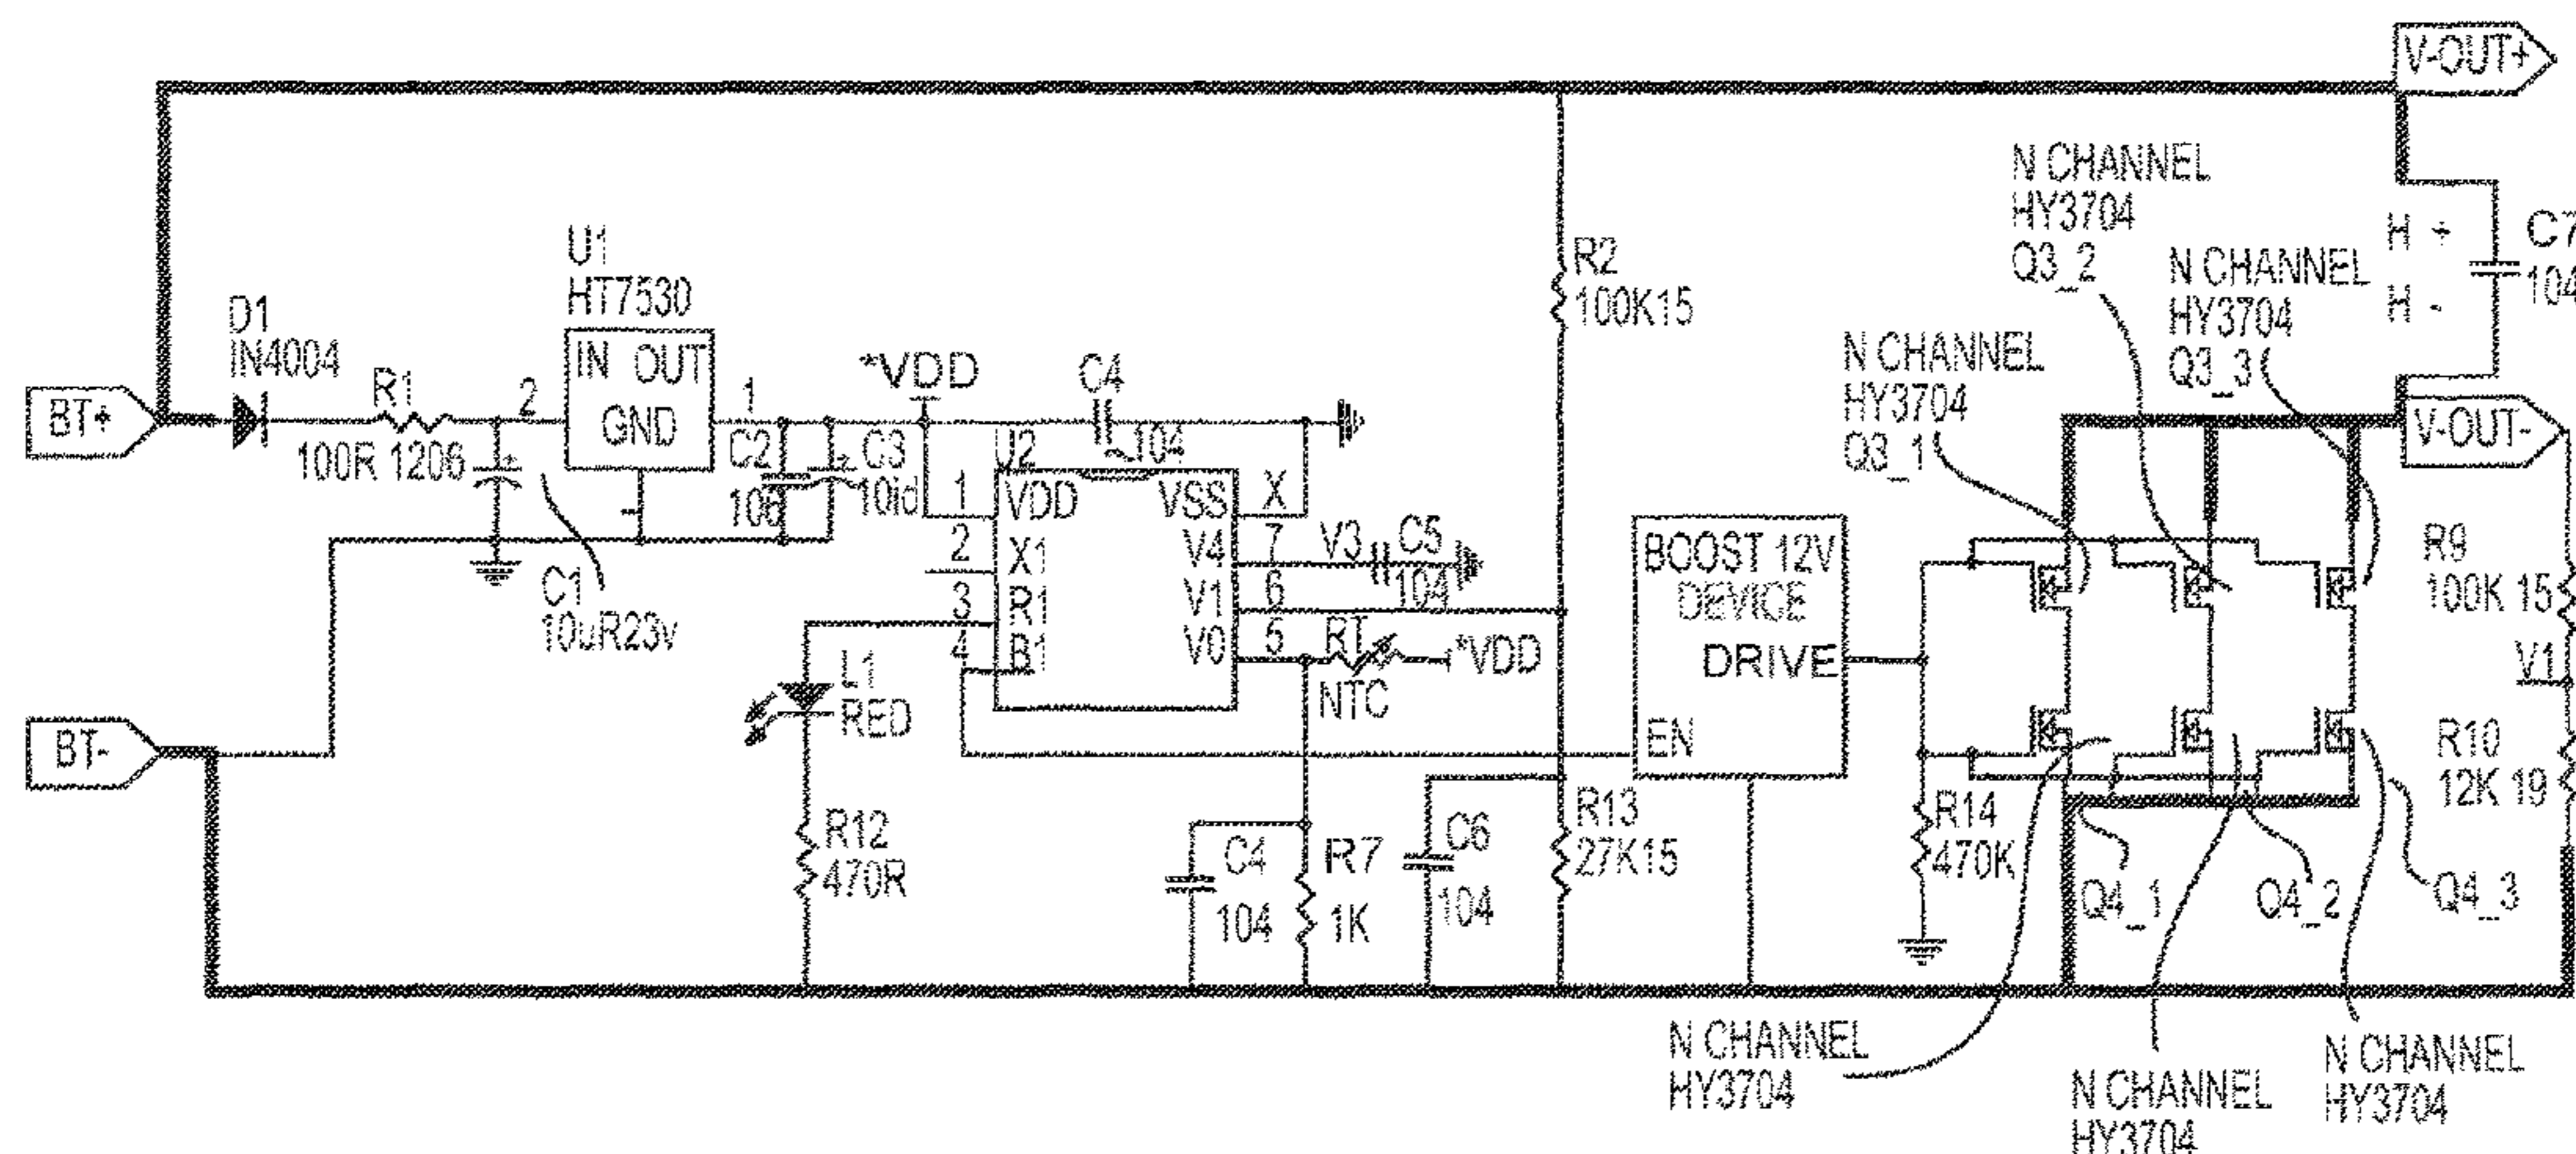 V-OUT+
N CHANNEL
HY3704
Q3_2
N CHANNEL
HY3704
Q3_3
H +
H -
C7
104
U1
HT7530
R2
100K15
D1
IN4004
N CHANNEL
HY3704
Q3_1
BT+
R1
100R 1206
2
IN OUT
GND
1
*VDD
C4
104
V-OUT-
C2
C3
U2
1
VDD
VSS
X
2
X1
V4
7
V3
C5
104
3
R1
V1
6
4
B1
V0
5
RT
*VDD
NTC
C1
10uR23v
BOOST 12V
DEVICE
DRIVE
EN
R9
100K 15
V1
BT-
L1
RED
R10
12K 19
R12
470R
C4
104
R7
1K
C6
104
R13
27K15
R14
470K
Q4_1
Q4_2
Q4_3
N CHANNEL
HY3704
N CHANNEL
HY3704
N CHANNEL
HY3704